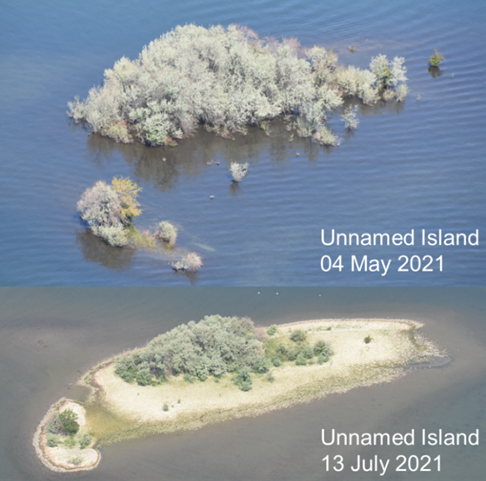 Unnamed Island
04 May 2021
Unnamed Island
13 July 2021